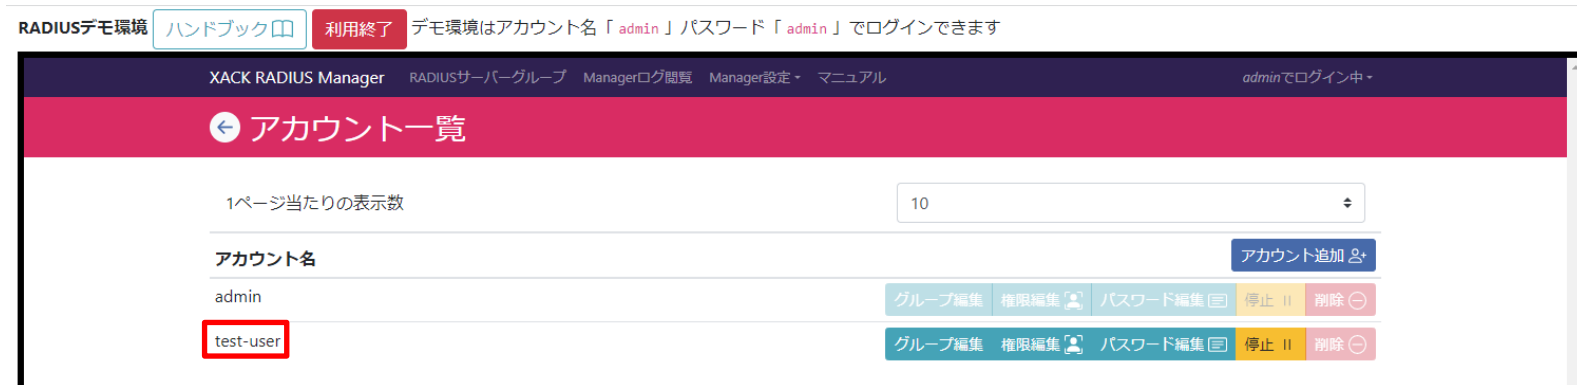 RADIUSデモ環境 ハンドブック 利用終了 デモ環境はアカウント名「 admin 」パスワード「 admin 」でログインできます
XACK RADIUS Manager RADIUSサーバーグループ Managerログ閲覧 Manager設定 マニュアル adminでログイン中
アカウント一覧
1ページ当たりの表示数 10
アカウント名 アカウント追加
admin グループ編集 権限編集 パスワード編集 停止 削除
test-user グループ編集 権限編集 パスワード編集 停止 削除